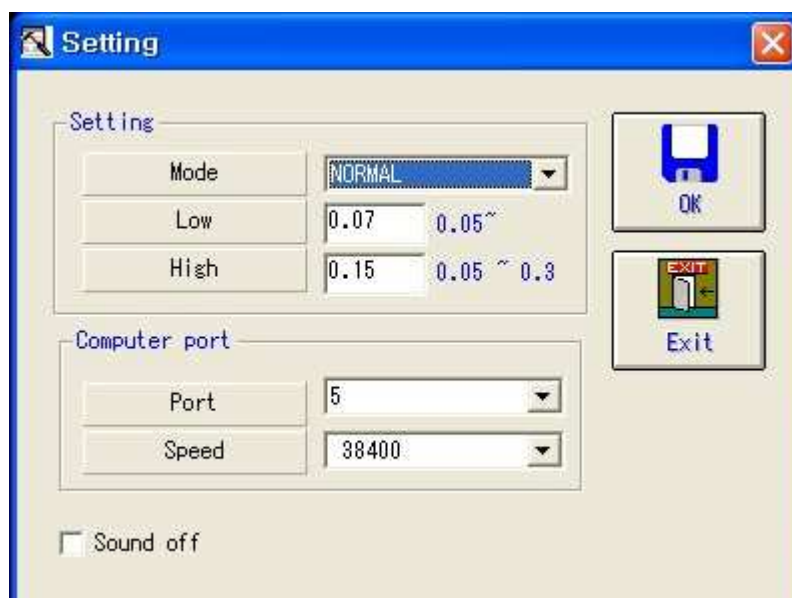 Setting
Setting
Mode NORMAL
Low 0.07 0.05~
High 0.15 0.05 ~ 0.3
OK
EXIT
Exit
Computer port
Port 5
Speed 38400
Sound off